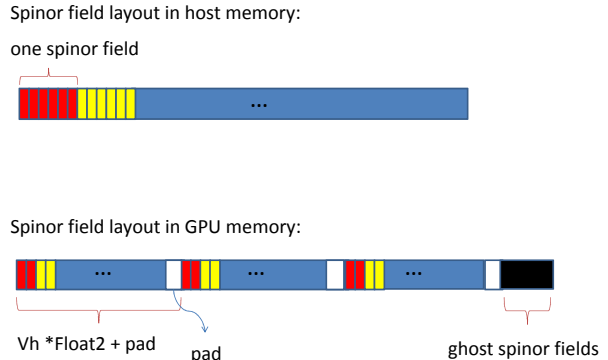 Spinor field layout in host memory:
one spinor field
...
Spinor field layout in GPU memory:
... ... ...
Vh *Float2 + pad
pad
ghost spinor fields